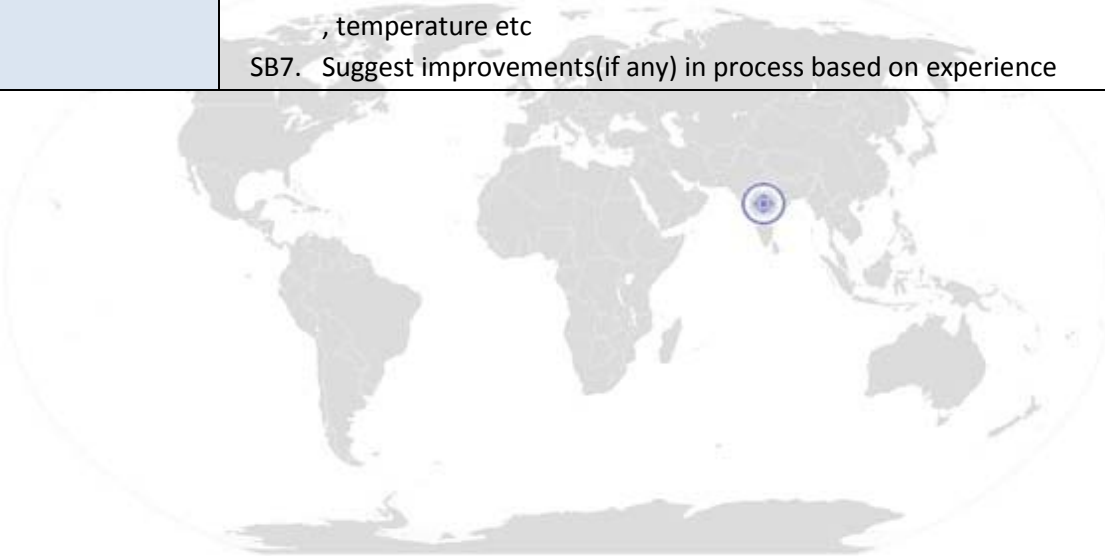 , temperature etc
SB7. Suggest improvements(if any) in process based on experience